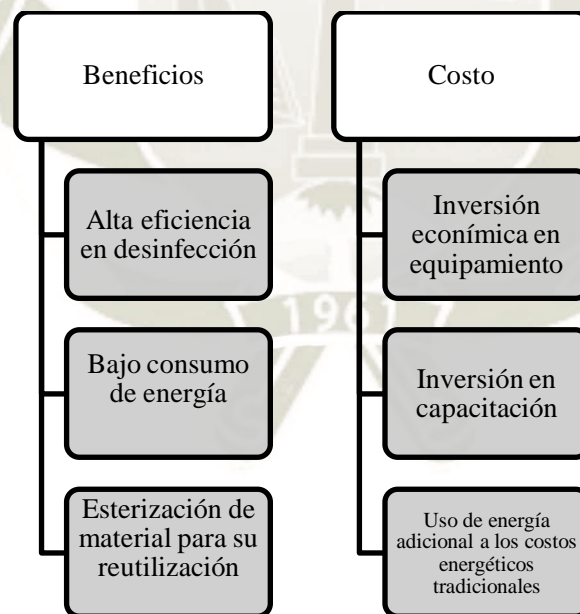 Beneficios
Alta eficiencia
en desinfección
Bajo consumo
de energía
Esterización de
material para su
reutilización
Costo
Inversión
económica en
equipamiento
Inversión en
capacitación
Uso de energía
adicional a los costos
energéticos
tradicionales
1961